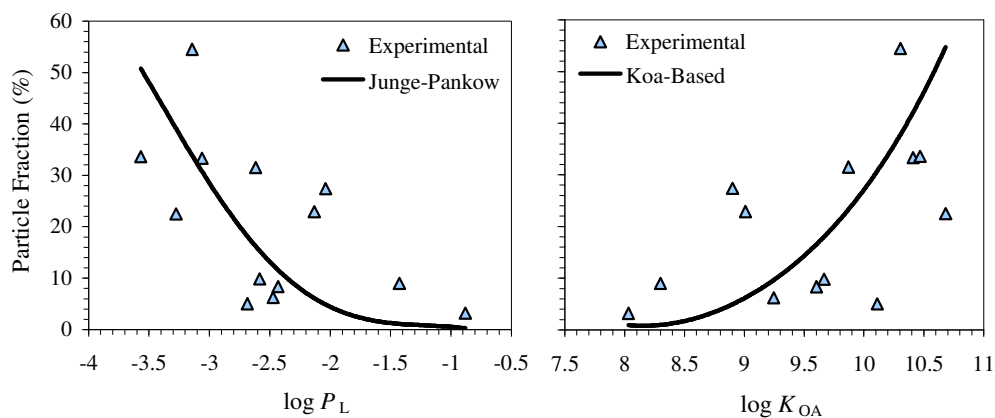 Particle Fraction (%)
60
50
40
30
20
10
0
Experimental
Junge-Pankow
-4 -3.5 -3 -2.5 -2 -1.5 -1 -0.5
log P_L
Experimental
Koa-Based
7.5 8 8.5 9 9.5 10 10.5 11
log K_OA